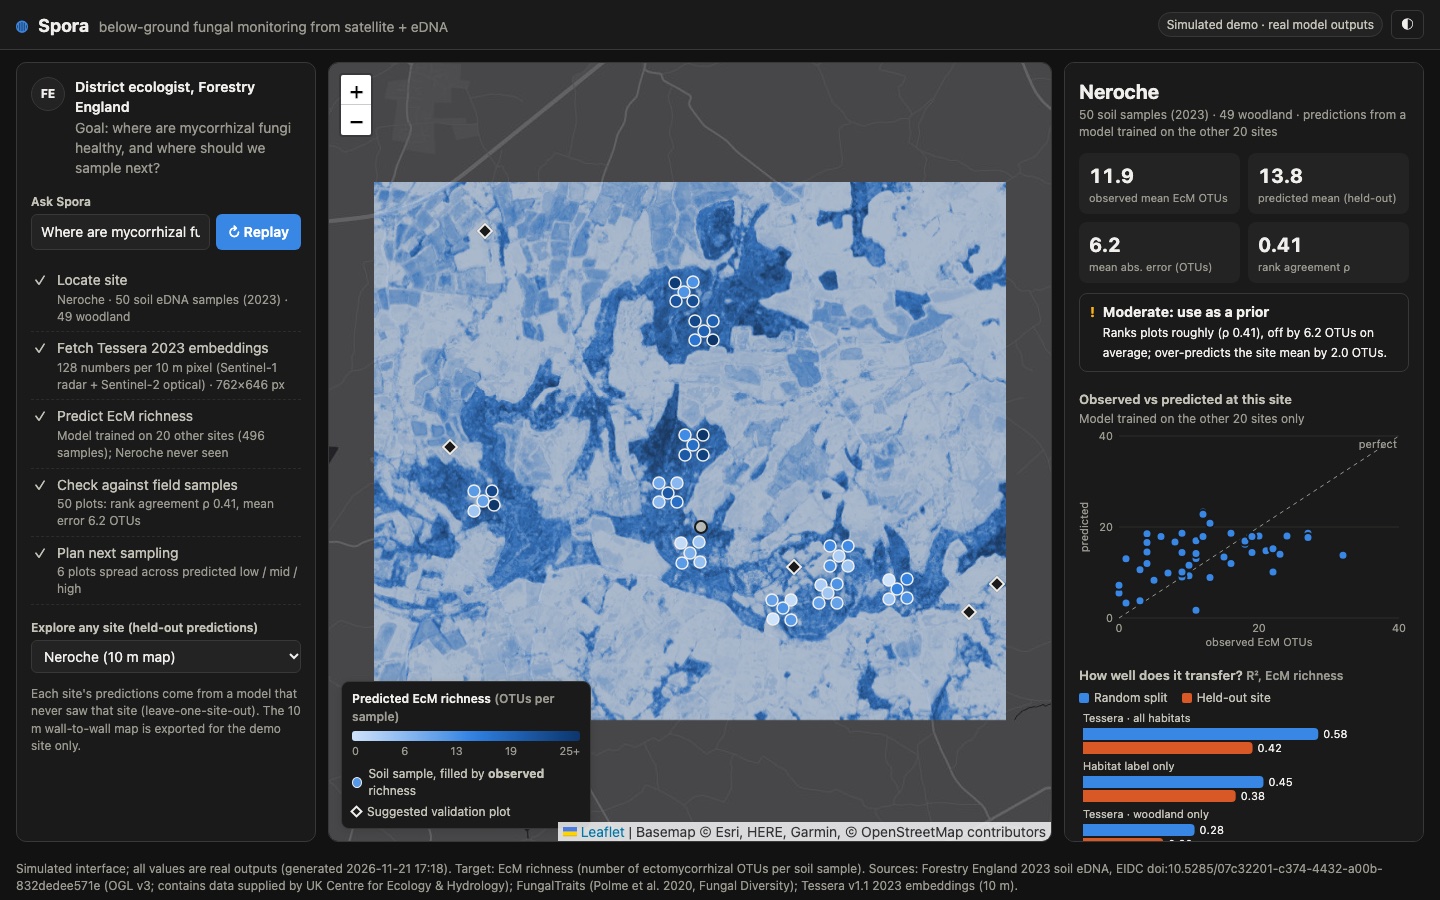 Spora below-ground fungal monitoring from satellite + eDNA
Simulated demo · real model outputs
FE
District ecologist, Forestry
England
Goal: where are mycorrhizal fungi
healthy, and where should we
sample next?
Ask Spora
Where are mycorrhizal fu
↻ Replay
✓ Locate site
Neroche · 50 soil eDNA samples (2023) ·
49 woodland
✓ Fetch Tessera 2023 embeddings
128 numbers per 10 m pixel (Sentinel-1
radar + Sentinel-2 optical) · 762×646 px
✓ Predict EcM richness
Model trained on 20 other sites (496
samples); Neroche never seen
✓ Check against field samples
50 plots: rank agreement ρ 0.41, mean
error 6.2 OTUs
✓ Plan next sampling
6 plots spread across predicted low / mid /
high
Explore any site (held-out predictions)
Neroche (10 m map)
Each site's predictions come from a model that
never saw that site (leave-one-site-out). The 10
m wall-to-wall map is exported for the demo
site only.
+
−
Predicted EcM richness (OTUs per
sample)
0 6 13 19 25+
Soil sample, filled by observed
richness
Suggested validation plot
Leaflet | Basemap © Esri, HERE, Garmin, © OpenStreetMap contributors
Neroche
50 soil samples (2023) · 49 woodland · predictions from a
model trained on the other 20 sites
11.9
observed mean EcM OTUs
13.8
predicted mean (held-out)
6.2
mean abs. error (OTUs)
0.41
rank agreement ρ
! Moderate: use as a prior
Ranks plots roughly (ρ 0.41), off by 6.2 OTUs on
average; over-predicts the site mean by 2.0 OTUs.
Observed vs predicted at this site
Model trained on the other 20 sites only
40
perfect
predicted
20
0
0 20 40
observed EcM OTUs
How well does it transfer? R², EcM richness
Random split Held-out site
Tessera · all habitats
0.58
0.42
Habitat label only
0.45
0.38
Tessera · woodland only
0.28
Simulated interface; all values are real outputs (generated 2026-11-21 17:18). Target: EcM richness (number of ectomycorrhizal OTUs per soil sample). Sources: Forestry England 2023 soil eDNA, EIDC doi:10.5285/07c32201-c374-4432-a00b-
832dedee571e (OGL v3; contains data supplied by UK Centre for Ecology & Hydrology); FungalTraits (Polme et al. 2020, Fungal Diversity); Tessera v1.1 2023 embeddings (10 m).